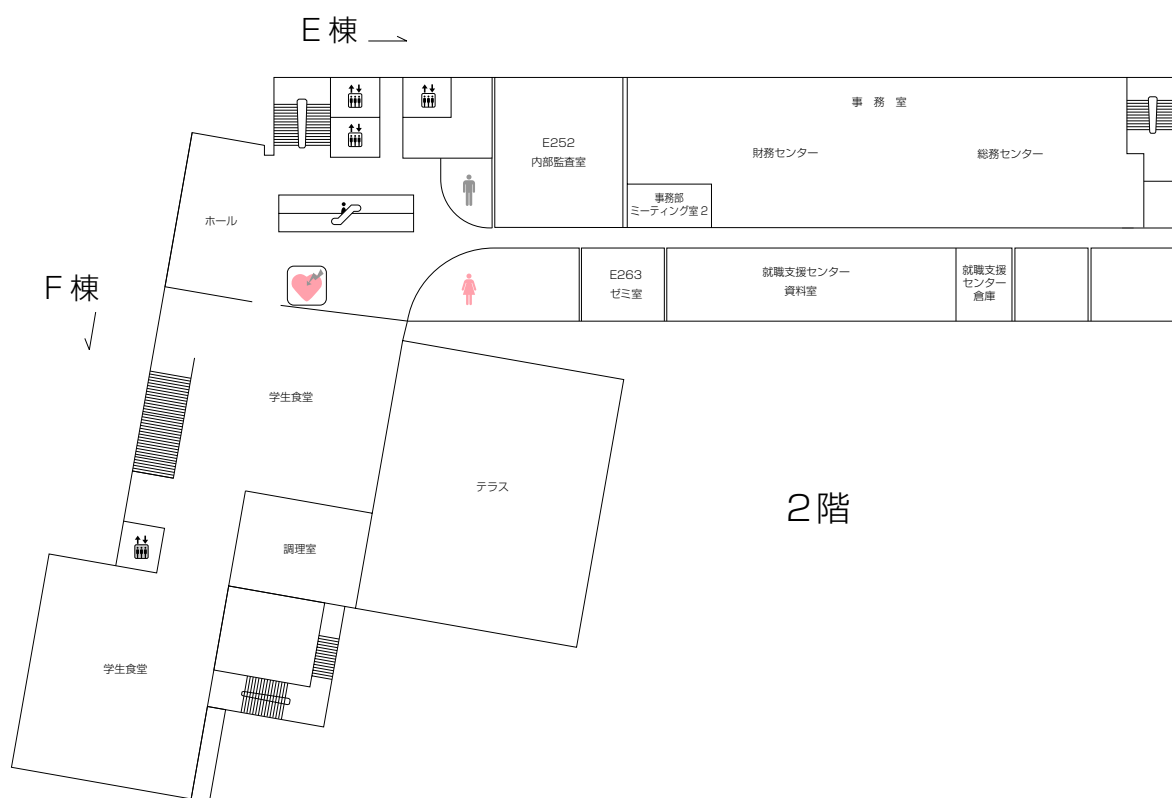 E棟
事務室
E252
内部監査室
財務センター
総務センター
事務部
ミーティング室2
ホール
E263
ゼミ室
就職支援センター
資料室
就職支援
センター
倉庫
F棟
学生食堂
テラス
2階
調理室
学生食堂